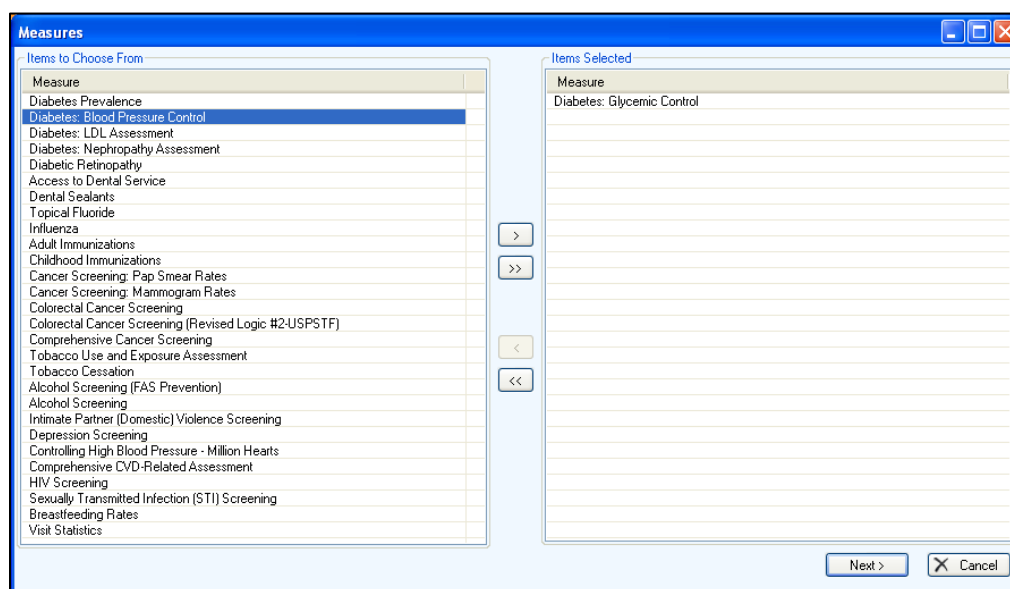 Measures
Items to Choose From
Measure
Diabetes Prevalence
Diabetes: Blood Pressure Control
Diabetes: LDL Assessment
Diabetes: Nephropathy Assessment
Diabetic Retinopathy
Access to Dental Service
Dental Sealants
Topical Fluoride
Influenza
Adult Immunizations
Childhood Immunizations
Cancer Screening: Pap Smear Rates
Cancer Screening: Mammogram Rates
Colorectal Cancer Screening
Colorectal Cancer Screening (Revised Logic #2-USPSTF)
Comprehensive Cancer Screening
Tobacco Use and Exposure Assessment
Tobacco Cessation
Alcohol Screening (FAS Prevention)
Alcohol Screening
Intimate Partner (Domestic) Violence Screening
Depression Screening
Controlling High Blood Pressure - Million Hearts
Comprehensive CVD-Related Assessment
HIV Screening
Sexually Transmitted Infection (STI) Screening
Breastfeeding Rates
Visit Statistics
>
>>
<
<<
Items Selected
Measure
Diabetes: Glycemic Control
Next >
Cancel